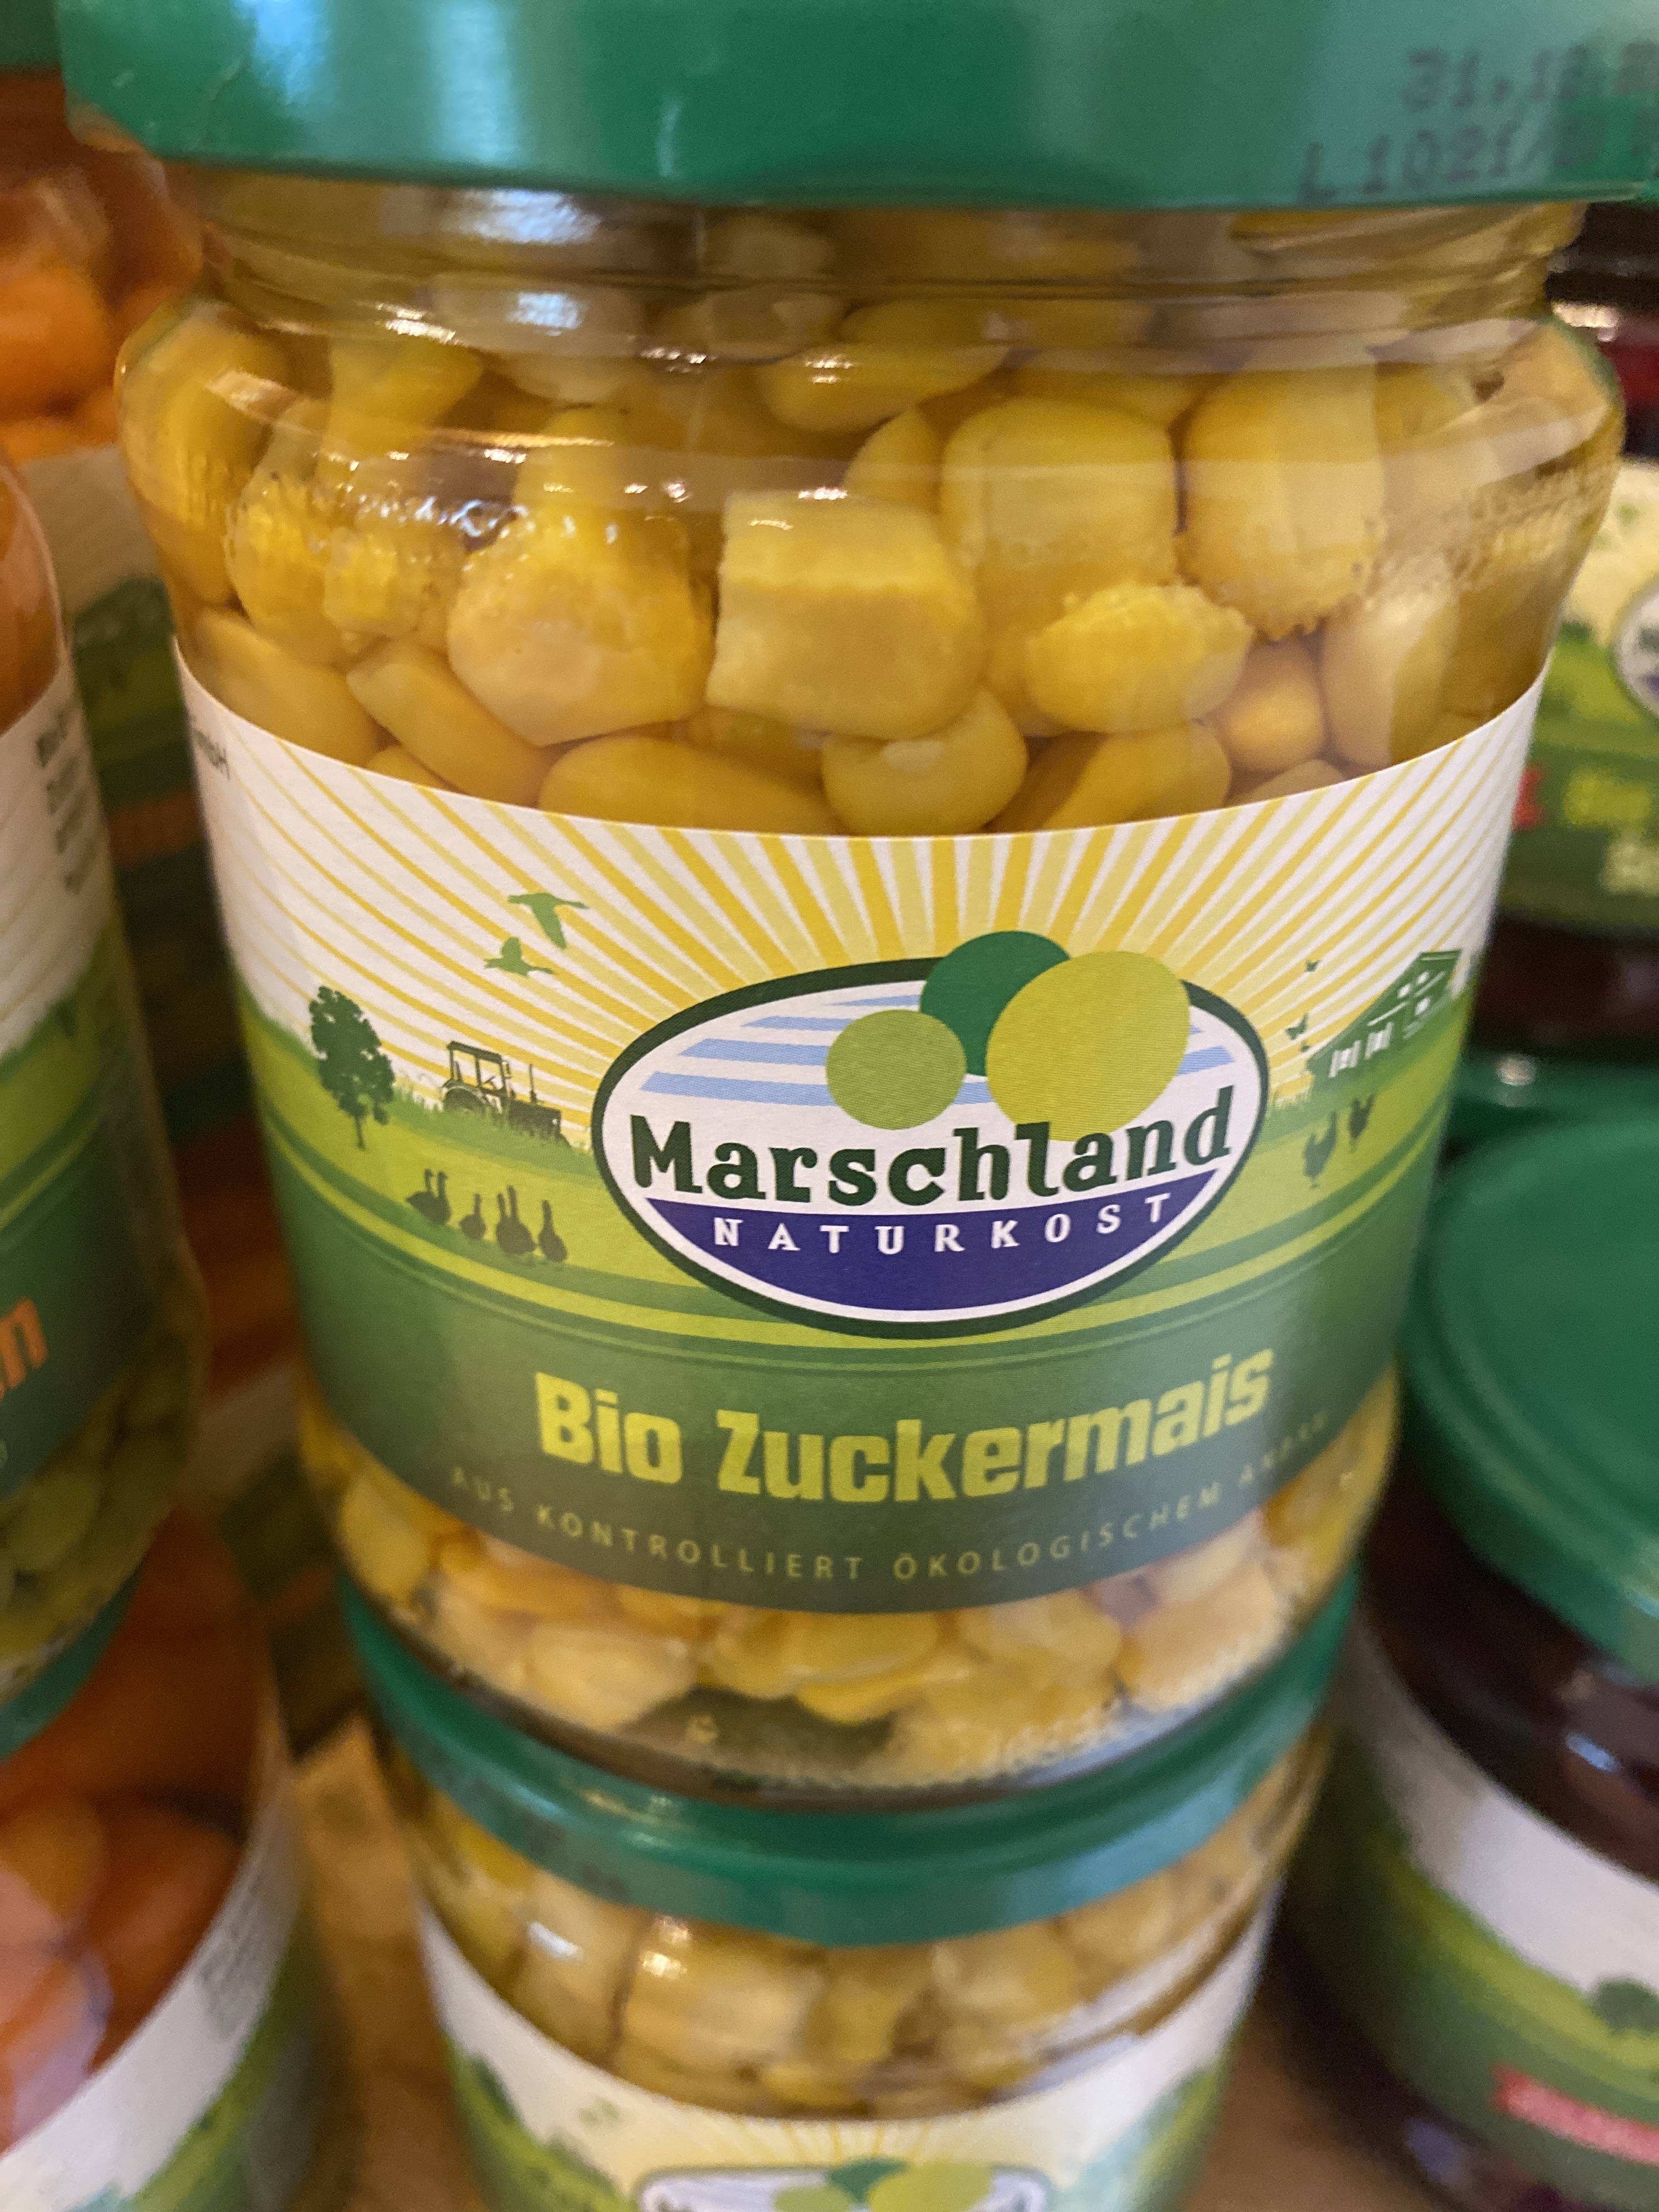 Marschland
NATURKOST
Bio Zuckermais
AUS KONTROLLIERT ÖKOLOGISCHEM ANBAU